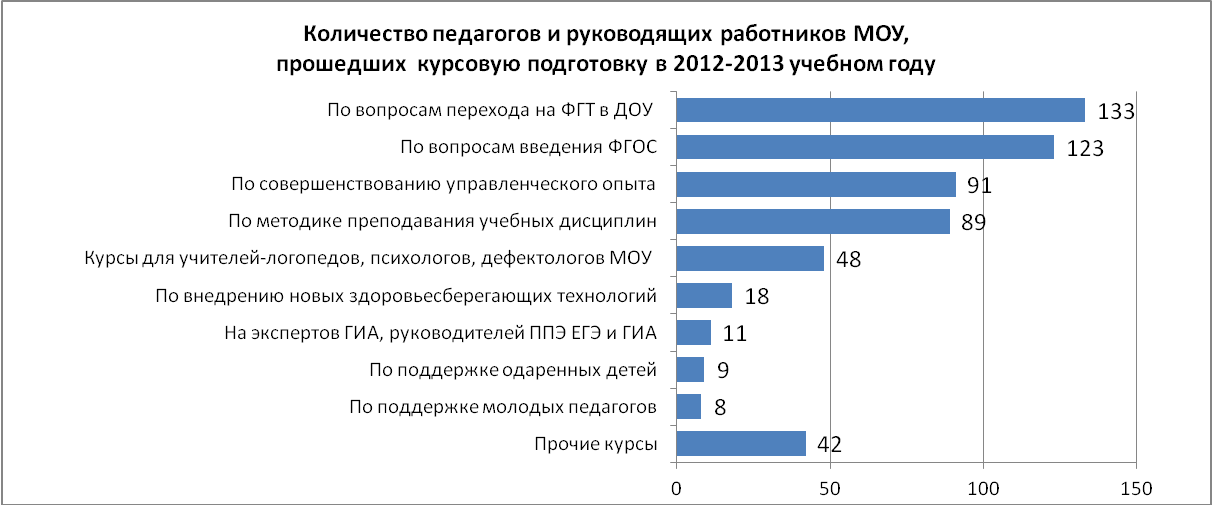 Количество педагогов и руководящих работников МОУ,
прошедших курсовую подготовку в 2012-2013 учебном году
По вопросам перехода на ФГТ в ДОУ 133
По вопросам введения ФГОС 123
По совершенствованию управленческого опыта 91
По методике преподавания учебных дисциплин 89
Курсы для учителей-логопедов, психологов, дефектологов МОУ 48
По внедрению новых здоровьесберегающих технологий 18
На экспертов ГИА, руководителей ППЭ ЕГЭ и ГИА 11
По поддержке одаренных детей 9
По поддержке молодых педагогов 8
Прочие курсы 42
0 50 100 150